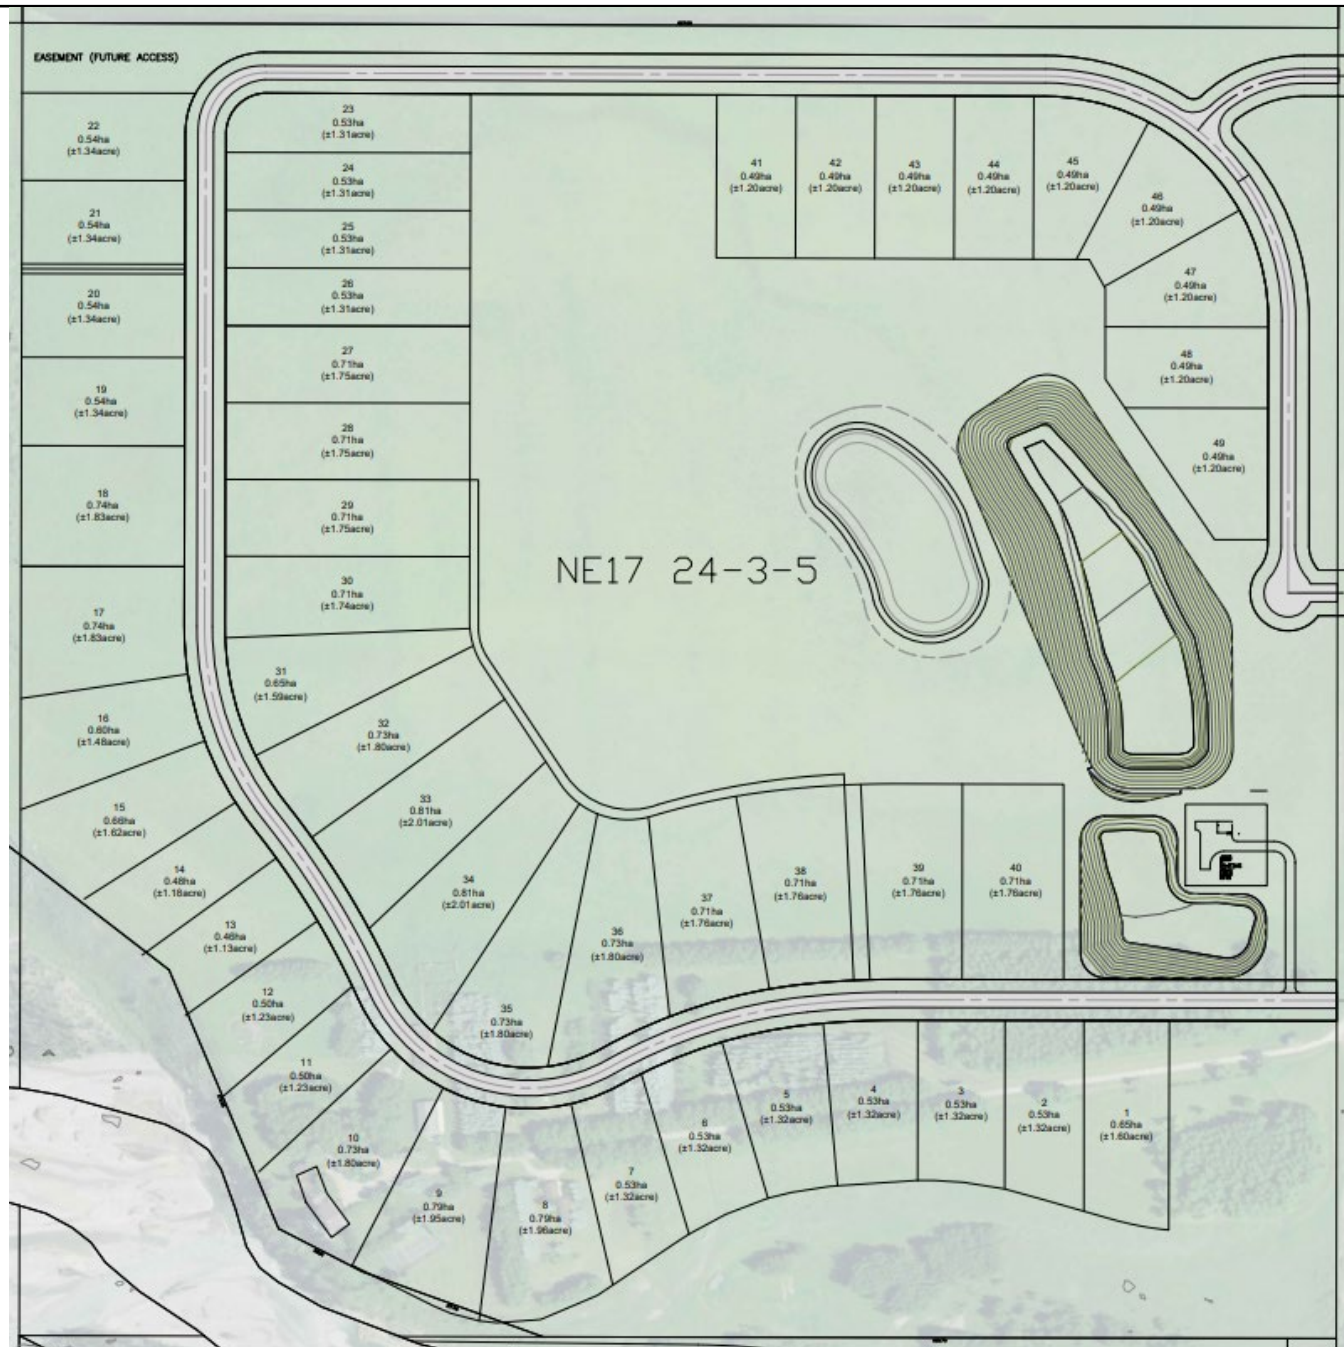 EASEMENT (FUTURE ACCESS)
22
0.54ha
(±1.34acre)
21
0.54ha
(±1.34acre)
20
0.54ha
(±1.34acre)
19
0.54ha
(±1.34acre)
18
0.74ha
(±1.83acre)
17
0.74ha
(±1.83acre)
16
0.60ha
(±1.48acre)
15
0.66ha
(±1.62acre)
14
0.48ha
(±1.18acre)
13
0.46ha
(±1.13acre)
12
0.50ha
(±1.23acre)
11
0.50ha
(±1.23acre)
10
0.73ha
(±1.80acre)
9
0.79ha
(±1.95acre)
8
0.79ha
(±1.96acre)
7
0.53ha
(±1.32acre)
6
0.53ha
(±1.32acre)
5
0.53ha
(±1.32acre)
4
0.53ha
(±1.32acre)
3
0.53ha
(±1.32acre)
2
0.53ha
(±1.32acre)
1
0.65ha
(±1.60acre)
23
0.53ha
(±1.31acre)
24
0.53ha
(±1.31acre)
25
0.53ha
(±1.31acre)
26
0.53ha
(±1.31acre)
27
0.71ha
(±1.75acre)
28
0.71ha
(±1.75acre)
29
0.71ha
(±1.75acre)
30
0.71ha
(±1.74acre)
31
0.65ha
(±1.59acre)
32
0.73ha
(±1.80acre)
33
0.81ha
(±2.01acre)
34
0.81ha
(±2.01acre)
35
0.73ha
(±1.80acre)
36
0.73ha
(±1.80acre)
37
0.71ha
(±1.76acre)
38
0.71ha
(±1.76acre)
39
0.71ha
(±1.76acre)
40
0.71ha
(±1.76acre)
41
0.49ha
(±1.20acre)
42
0.49ha
(±1.20acre)
43
0.49ha
(±1.20acre)
44
0.49ha
(±1.20acre)
45
0.49ha
(±1.20acre)
46
0.49ha
(±1.20acre)
47
0.49ha
(±1.20acre)
48
0.49ha
(±1.20acre)
49
0.49ha
(±1.20acre)
NE17 24-3-5